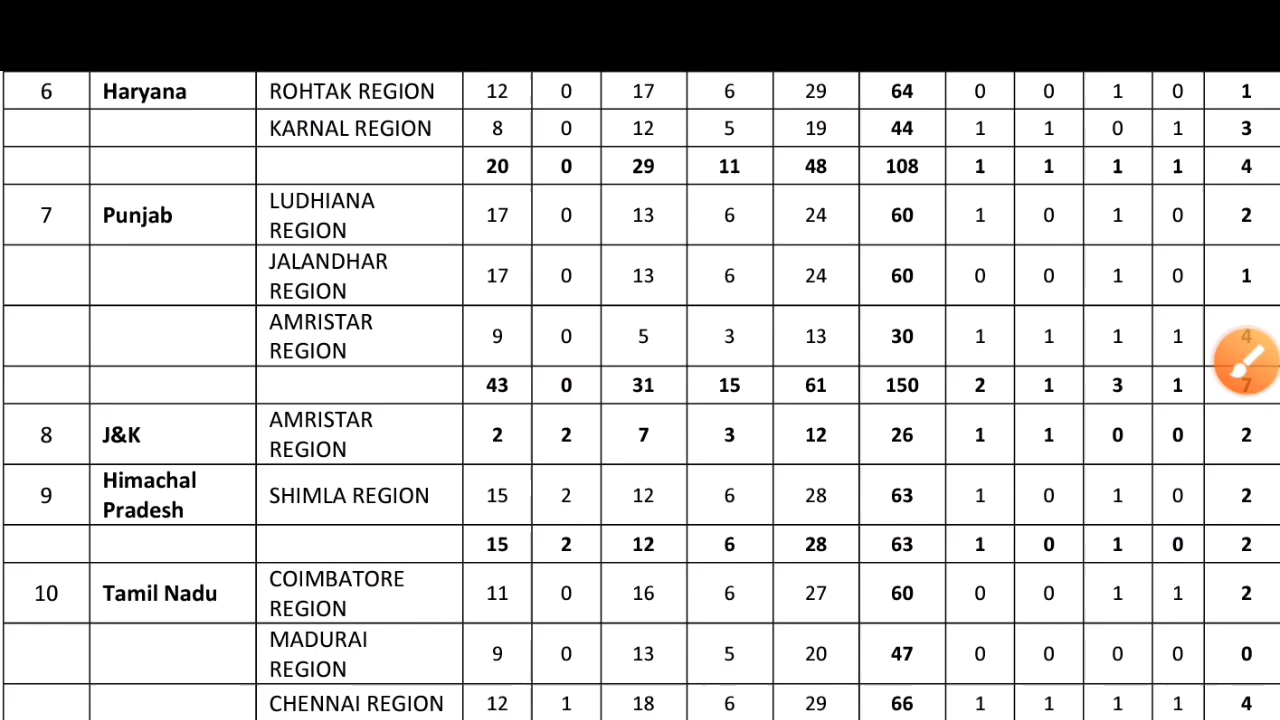 6 Haryana ROHTAK REGION 12 0 17 6 29 64 0 0 1 0 1
KARNAL REGION 8 0 12 5 19 44 1 1 0 1 3
20 0 29 11 48 108 1 1 1 1 4
7 Punjab LUDHIANA REGION 17 0 13 6 24 60 1 0 1 0 2
JALANDHAR REGION 17 0 13 6 24 60 0 0 1 0 1
AMRISTAR REGION 9 0 5 3 13 30 1 1 1 1 4
43 0 31 15 61 150 2 1 3 1 7
8 J&K AMRISTAR REGION 2 2 7 3 12 26 1 1 0 0 2
9 Himachal Pradesh SHIMLA REGION 15 2 12 6 28 63 1 0 1 0 2
15 2 12 6 28 63 1 0 1 0 2
10 Tamil Nadu COIMBATORE REGION 11 0 16 6 27 60 0 0 1 1 2
MADURAI REGION 9 0 13 5 20 47 0 0 0 0 0
CHENNAI REGION 12 1 18 6 29 66 1 1 1 1 4